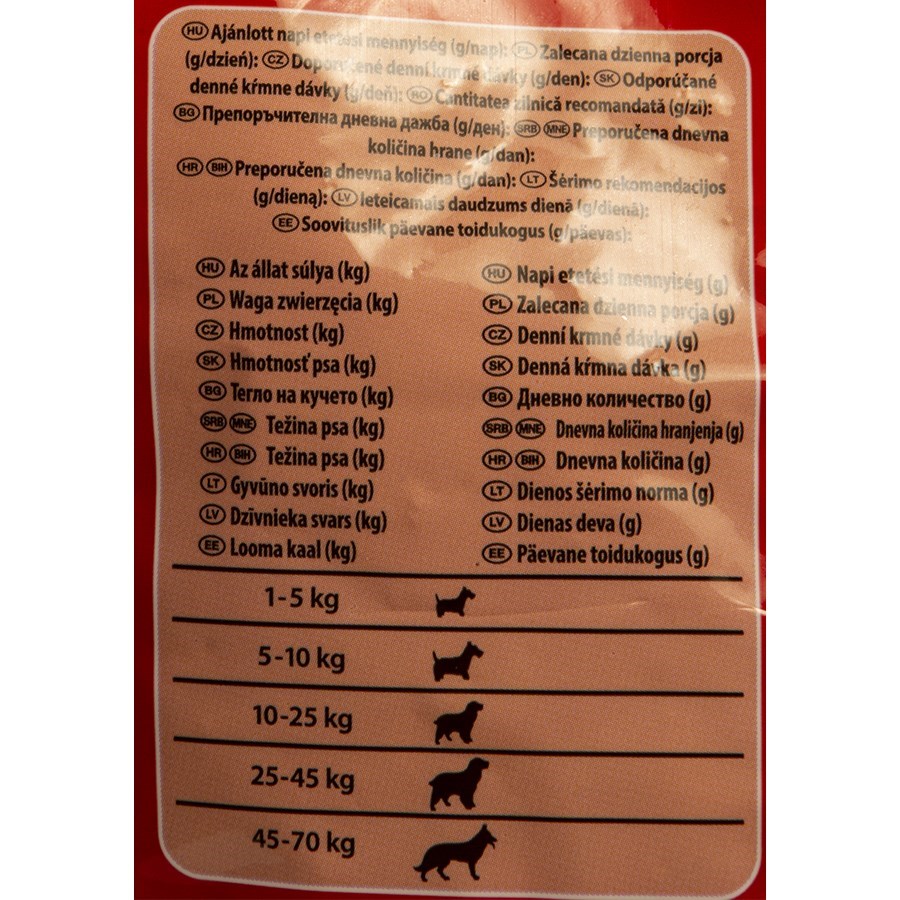 HU Ajánlott napi etetési mennyiség (g/nap): PL Zalecana dzienna porcja
(g/dzień): CZ Doporučené denní krmné dávky (g/den): SK Odporúčané
denné kŕmne dávky (g/deň): RO Cantitatea zilnică recomandată (g/zi):
BG Препоръчителна дневна дажба (g/ден): SRB MNE Preporučena dnevna
količina hrane (g/dan):
HR BIH Preporučena dnevna količina (g/dan): LT Šėrimo rekomendacijos
(g/dieną): LV Ieteicamais daudzums dienā (g/dienā):
EE Soovituslik päevane toidukogus (g/päevas):
HU Az állat súlya (kg) HU Napi etetési mennyiség (g)
PL Waga zwierzęcia (kg) PL Zalecana dzienna porcja (g)
CZ Hmotnost (kg) CZ Denní krmné dávky (g)
SK Hmotnosť psa (kg) SK Denná kŕmna dávka (g)
BG Тегло на кучето (kg) BG Дневно количество (g)
SRB MNE Težina psa (kg) SRB MNE Dnevna količina hranjenja (g)
HR BIH Težina psa (kg) HR BIH Dnevna količina (g)
LT Gyvūno svoris (kg) LT Dienos šėrimo norma (g)
LV Dzīvnieka svars (kg) LV Dienas deva (g)
EE Looma kaal (kg) EE Päevane toidukogus (g)
1-5 kg
5-10 kg
10-25 kg
25-45 kg
45-70 kg